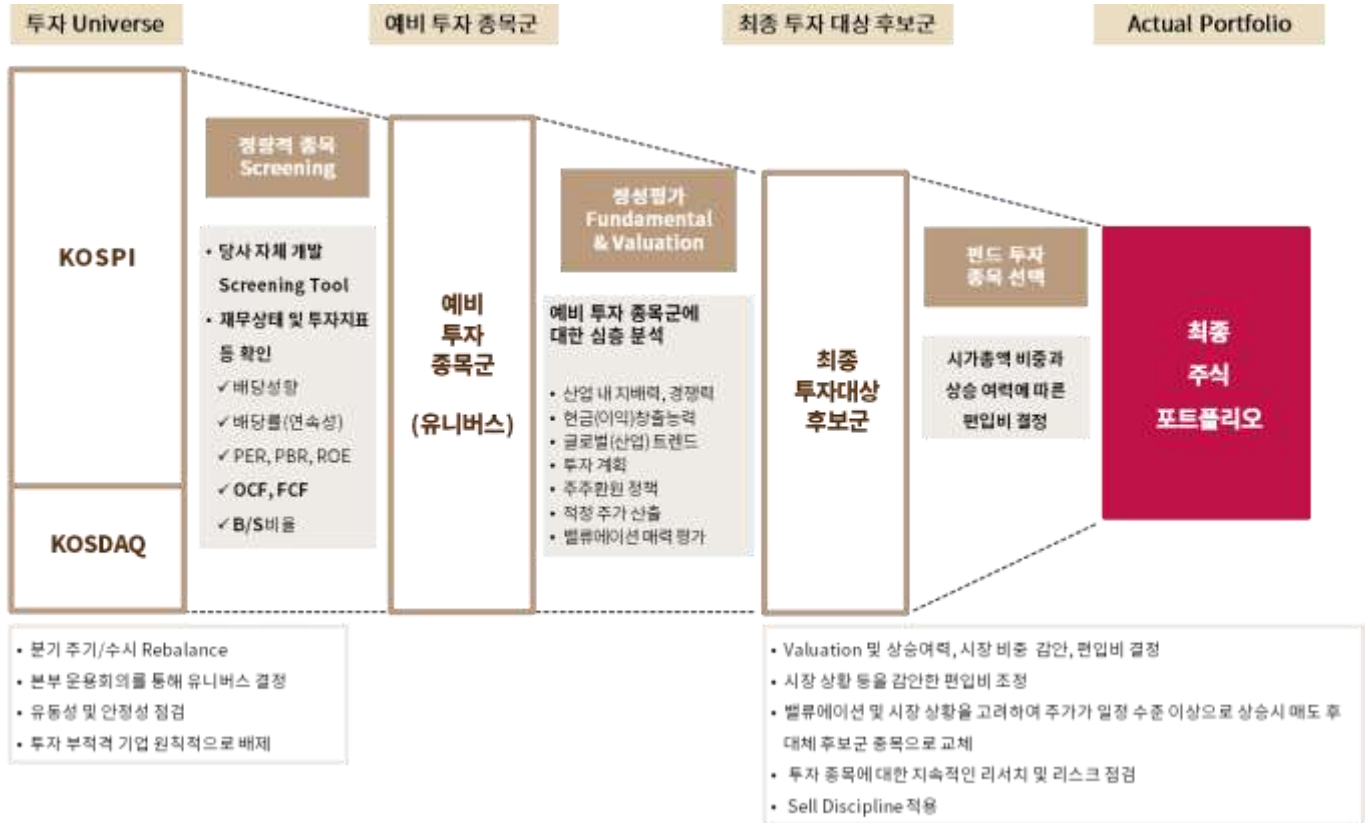 투자 Universe
예비 투자 종목군
최종 투자 대상 후보군
Actual Portfolio
KOSPI
KOSDAQ
정량적 종목
Screening
• 당사 자체 개발
Screening Tool
• 재무상태 및 투자지표
등 확인
✓배당성향
✓배당률(연속성)
✓PER, PBR, ROE
✓OCF, FCF
✓B/S비율
예비
투자
종목군
(유니버스)
정성평가
Fundamental
& Valuation
예비 투자 종목군에
대한 심층 분석
• 산업 내 지배력, 경쟁력
• 현금(이익)창출능력
• 글로벌(산업) 트렌드
• 투자 계획
• 주주환원 정책
• 적정 주가 산출
• 밸류에이션 매력 평가
최종
투자대상
후보군
펀드 투자
종목 선택
시가총액 비중과
상승 여력에 따른
편입비 결정
최종
주식
포트폴리오
• 분기 주기/수시 Rebalance
• 본부 운용회의를 통해 유니버스 결정
• 유동성 및 안정성 점검
• 투자 부적격 기업 원칙적으로 배제
• Valuation 및 상승여력, 시장 비중 감안, 편입비 결정
• 시장 상황 등을 감안한 편입비 조정
• 밸류에이션 및 시장 상황을 고려하여 주가가 일정 수준 이상으로 상승시 매도 후
대체 후보군 종목으로 교체
• 투자 종목에 대한 지속적인 리서치 및 리스크 점검
• Sell Discipline 적용